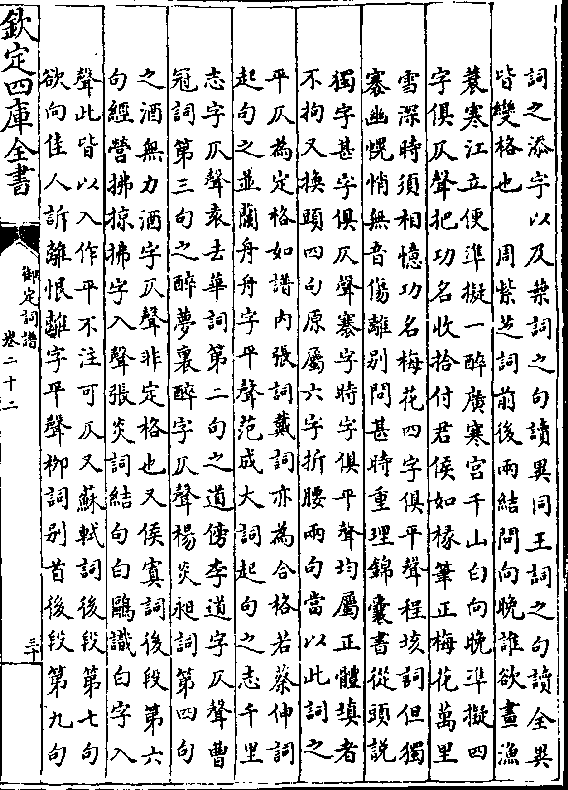 詞之添字以及葉詞之句讀異同王詞之句讀全異
皆變格也　周紫芝詞前後兩結問向晚誰欲畫漁
蓑寒江立便準擬一醉廣寒宮千山白向晚準擬四
字俱仄聲把功名收拾付君侯如椽筆正梅花萬里
雪深時須相憶功名梅花四字俱平聲程垓詞但獨
塞幽幌悄無音傷離别問甚時重理錦囊書從頭説
獨字甚字俱仄聲塞字時字俱平聲均屬正體填者
不拘又換頭四句原屬六字折腰兩句當以此詞之
平仄為定格如譜內張詞戴詞亦為合格若蔡伸詞
起句之並蘭舟舟字平聲范成大詞起句之志千里
志字仄聲袁去華詞第二句之道傍李道字仄聲曹
冠詞第三句之醉夢裏醉字仄聲楊炎昶詞第四句
之酒無力酒字仄聲非定格也又侯寘詞後段第六
句經營拂掠拂字入聲張炎詞結句白鷗識白字入
聲此皆以入作平不注可仄又蘇軾詞後段第七句
欲向佳人訴離恨離字平聲柳詞别首後段第九句
欽定四庫全書
御定詞譜
卷二十二
三十